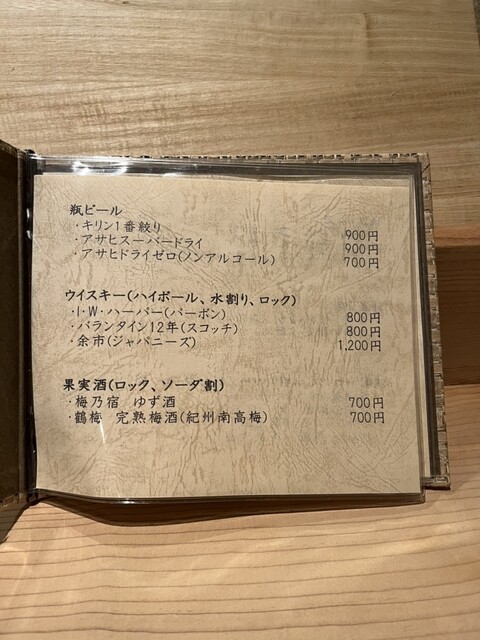 瓶ビール
・キリン1番絞り 900円
・アサヒスーパードライ 900円
・アサヒドライゼロ(ノンアルコール) 700円
ウイスキー(ハイボール、水割り、ロック)
・I・W・ハーパー(バーボン) 800円
・バランタイン12年(スコッチ) 800円
・余市(ジャパニーズ) 1,200円
果実酒(ロック、ソーダ割)
・梅乃宿 ゆず酒 700円
・鶴梅 完熟梅酒(紀州南高梅) 700円